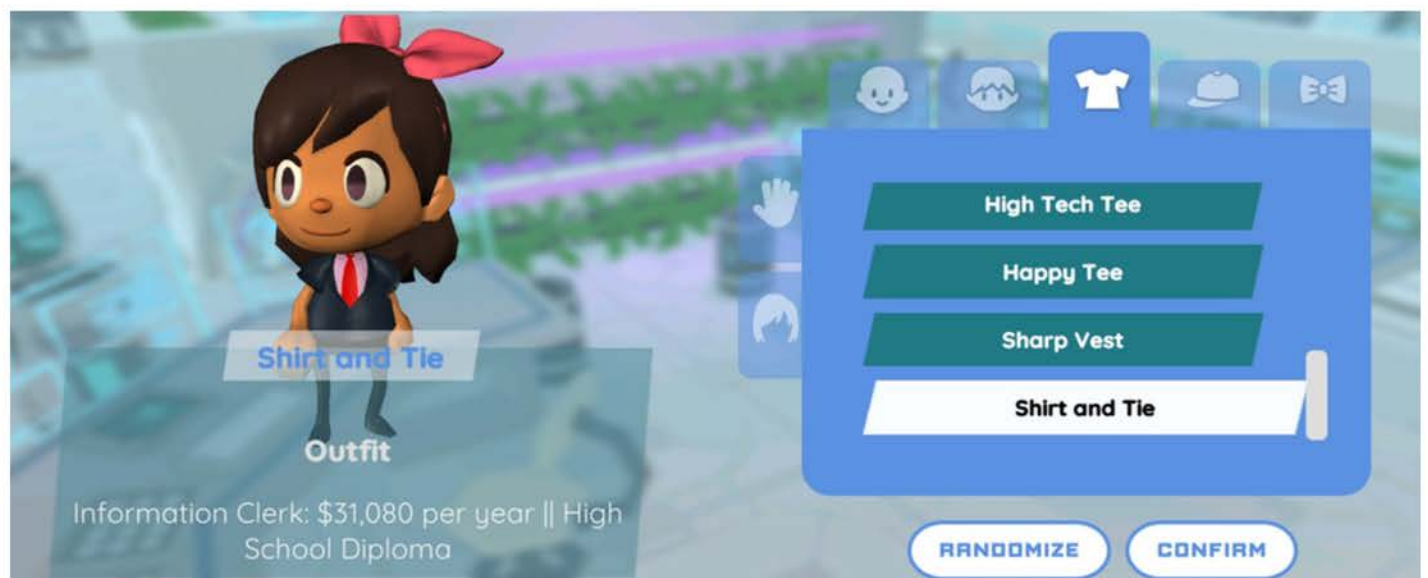 Shirt and Tie
Outfit
Information Clerk: $31,080 per year || High
School Diploma
High Tech Tee
Happy Tee
Sharp Vest
Shirt and Tie
RANDOMIZE
CONFIRM